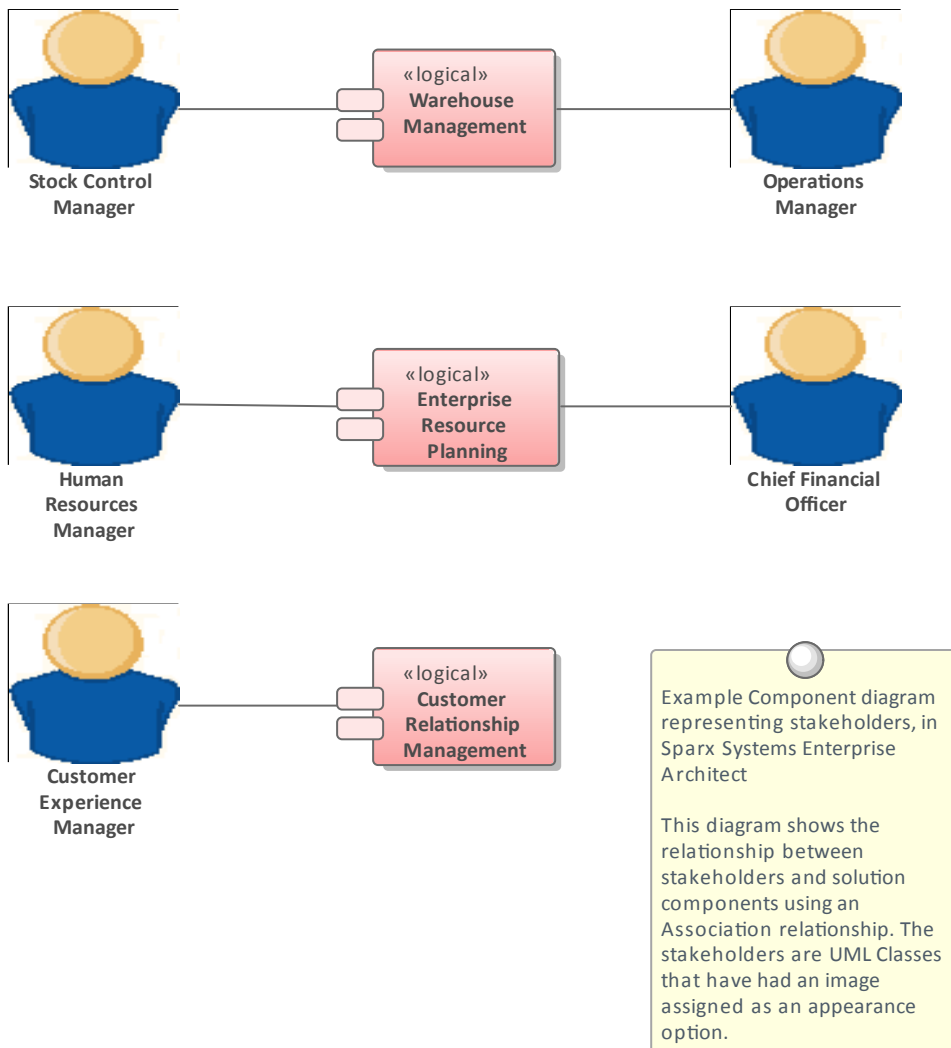 «logical»
Warehouse
Management
Stock Control
Manager
Operations
Manager
«logical»
Enterprise
Resource
Planning
Human
Resources
Manager
Chief Financial
Officer
«logical»
Customer
Relationship
Management
Customer
Experience
Manager
Example Component diagram
representing stakeholders, in
Sparx Systems Enterprise
Architect
This diagram shows the
relationship between
stakeholders and solution
components using an
Association relationship. The
stakeholders are UML Classes
that have had an image
assigned as an appearance
option.